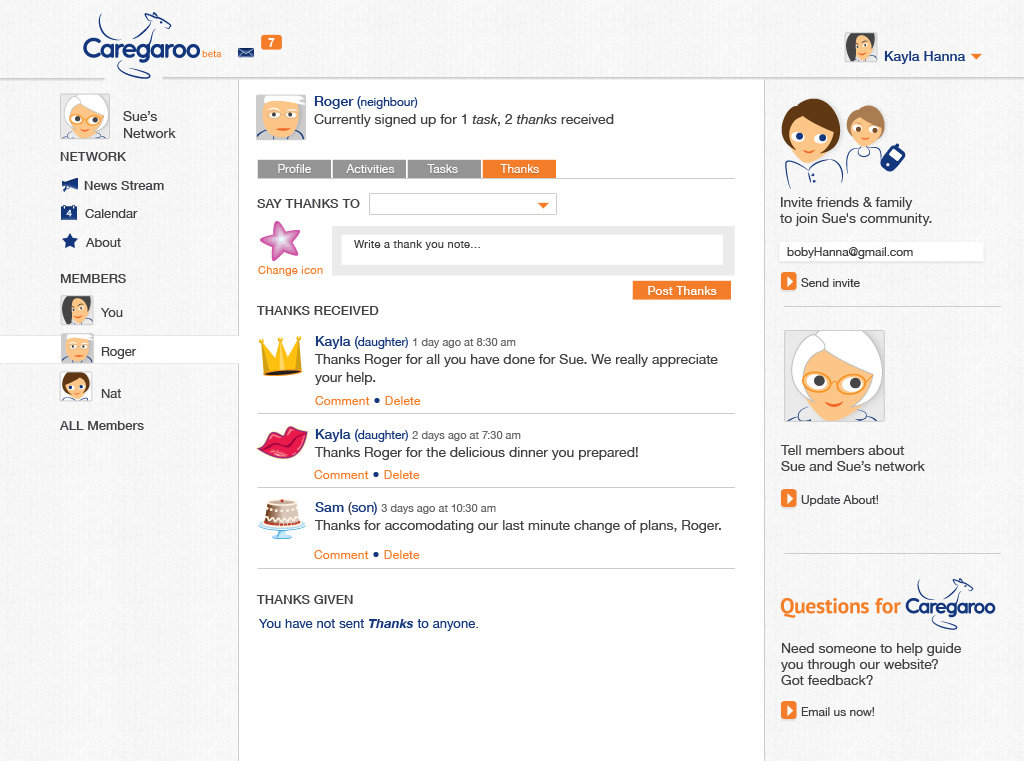 Caregaroo beta
7
Kayla Hanna
Sue's
Network
NETWORK
News Stream
4
Calendar
About
MEMBERS
You
Roger
Nat
ALL Members
Roger (neighbour)
Currently signed up for 1 task, 2 thanks received
Profile
Activities
Tasks
Thanks
SAY THANKS TO
Change icon
Write a thank you note...
Post Thanks
THANKS RECEIVED
Kayla (daughter) 1 day ago at 8:30 am
Thanks Roger for all you have done for Sue. We really appreciate
your help.
Comment • Delete
Kayla (daughter) 2 days ago at 7:30 am
Thanks Roger for the delicious dinner you prepared!
Comment • Delete
Sam (son) 3 days ago at 10:30 am
Thanks for accomodating our last minute change of plans, Roger.
Comment • Delete
THANKS GIVEN
You have not sent Thanks to anyone.
Invite friends & family
to join Sue's community.
bobyHanna@gmail.com
Send invite
Tell members about
Sue and Sue's network
Update About!
Questions for Caregaroo
Need someone to help guide
you through our website?
Got feedback?
Email us now!